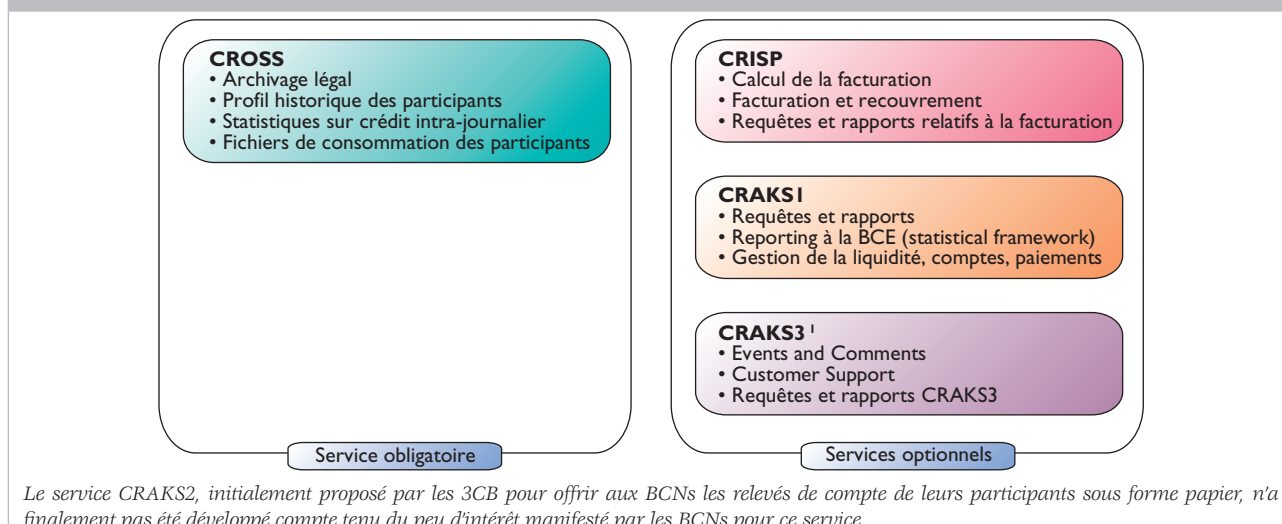 CROSS
• Archivage légal
• Profil historique des participants
• Statistiques sur crédit intra-journalier
• Fichiers de consommation des participants
Service obligatoire
CRISP
• Calcul de la facturation
• Facturation et recouvrement
• Requêtes et rapports relatifs à la facturation
CRAKS1
• Requêtes et rapports
• Reporting à la BCE (statistical framework)
• Gestion de la liquidité, comptes, paiements
CRAKS3 ¹
• Events and Comments
• Customer Support
• Requêtes et rapports CRAKS3
Services optionnels
Le service CRAKS2, initialement proposé par les 3CB pour offrir aux BCNs les relevés de compte de leurs participants sous forme papier, n'a
finalement pas été développé compte tenu du peu d'intérêt manifesté par les BCNs pour ce service